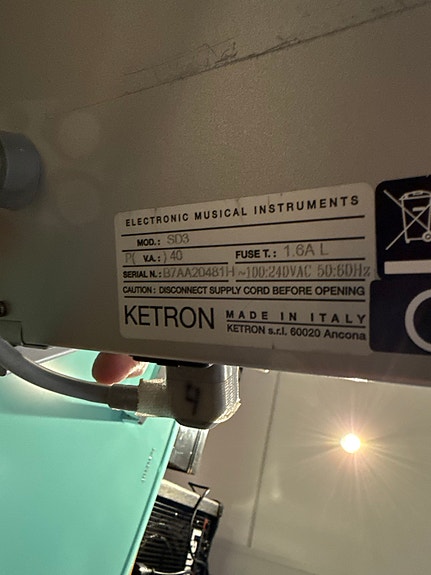 ELECTRONIC MUSICAL INSTRUMENTS
MOD.: SD3
P( V.A.: ) 40 FUSE T.: 1.6A L
SERIAL N.: B7AA20481H ~100:240VAC 50:60Hz
CAUTION: DISCONNECT SUPPLY CORD BEFORE OPENING
KETRON MADE IN ITALY
KETRON s.r.l. 60020 Ancona
4